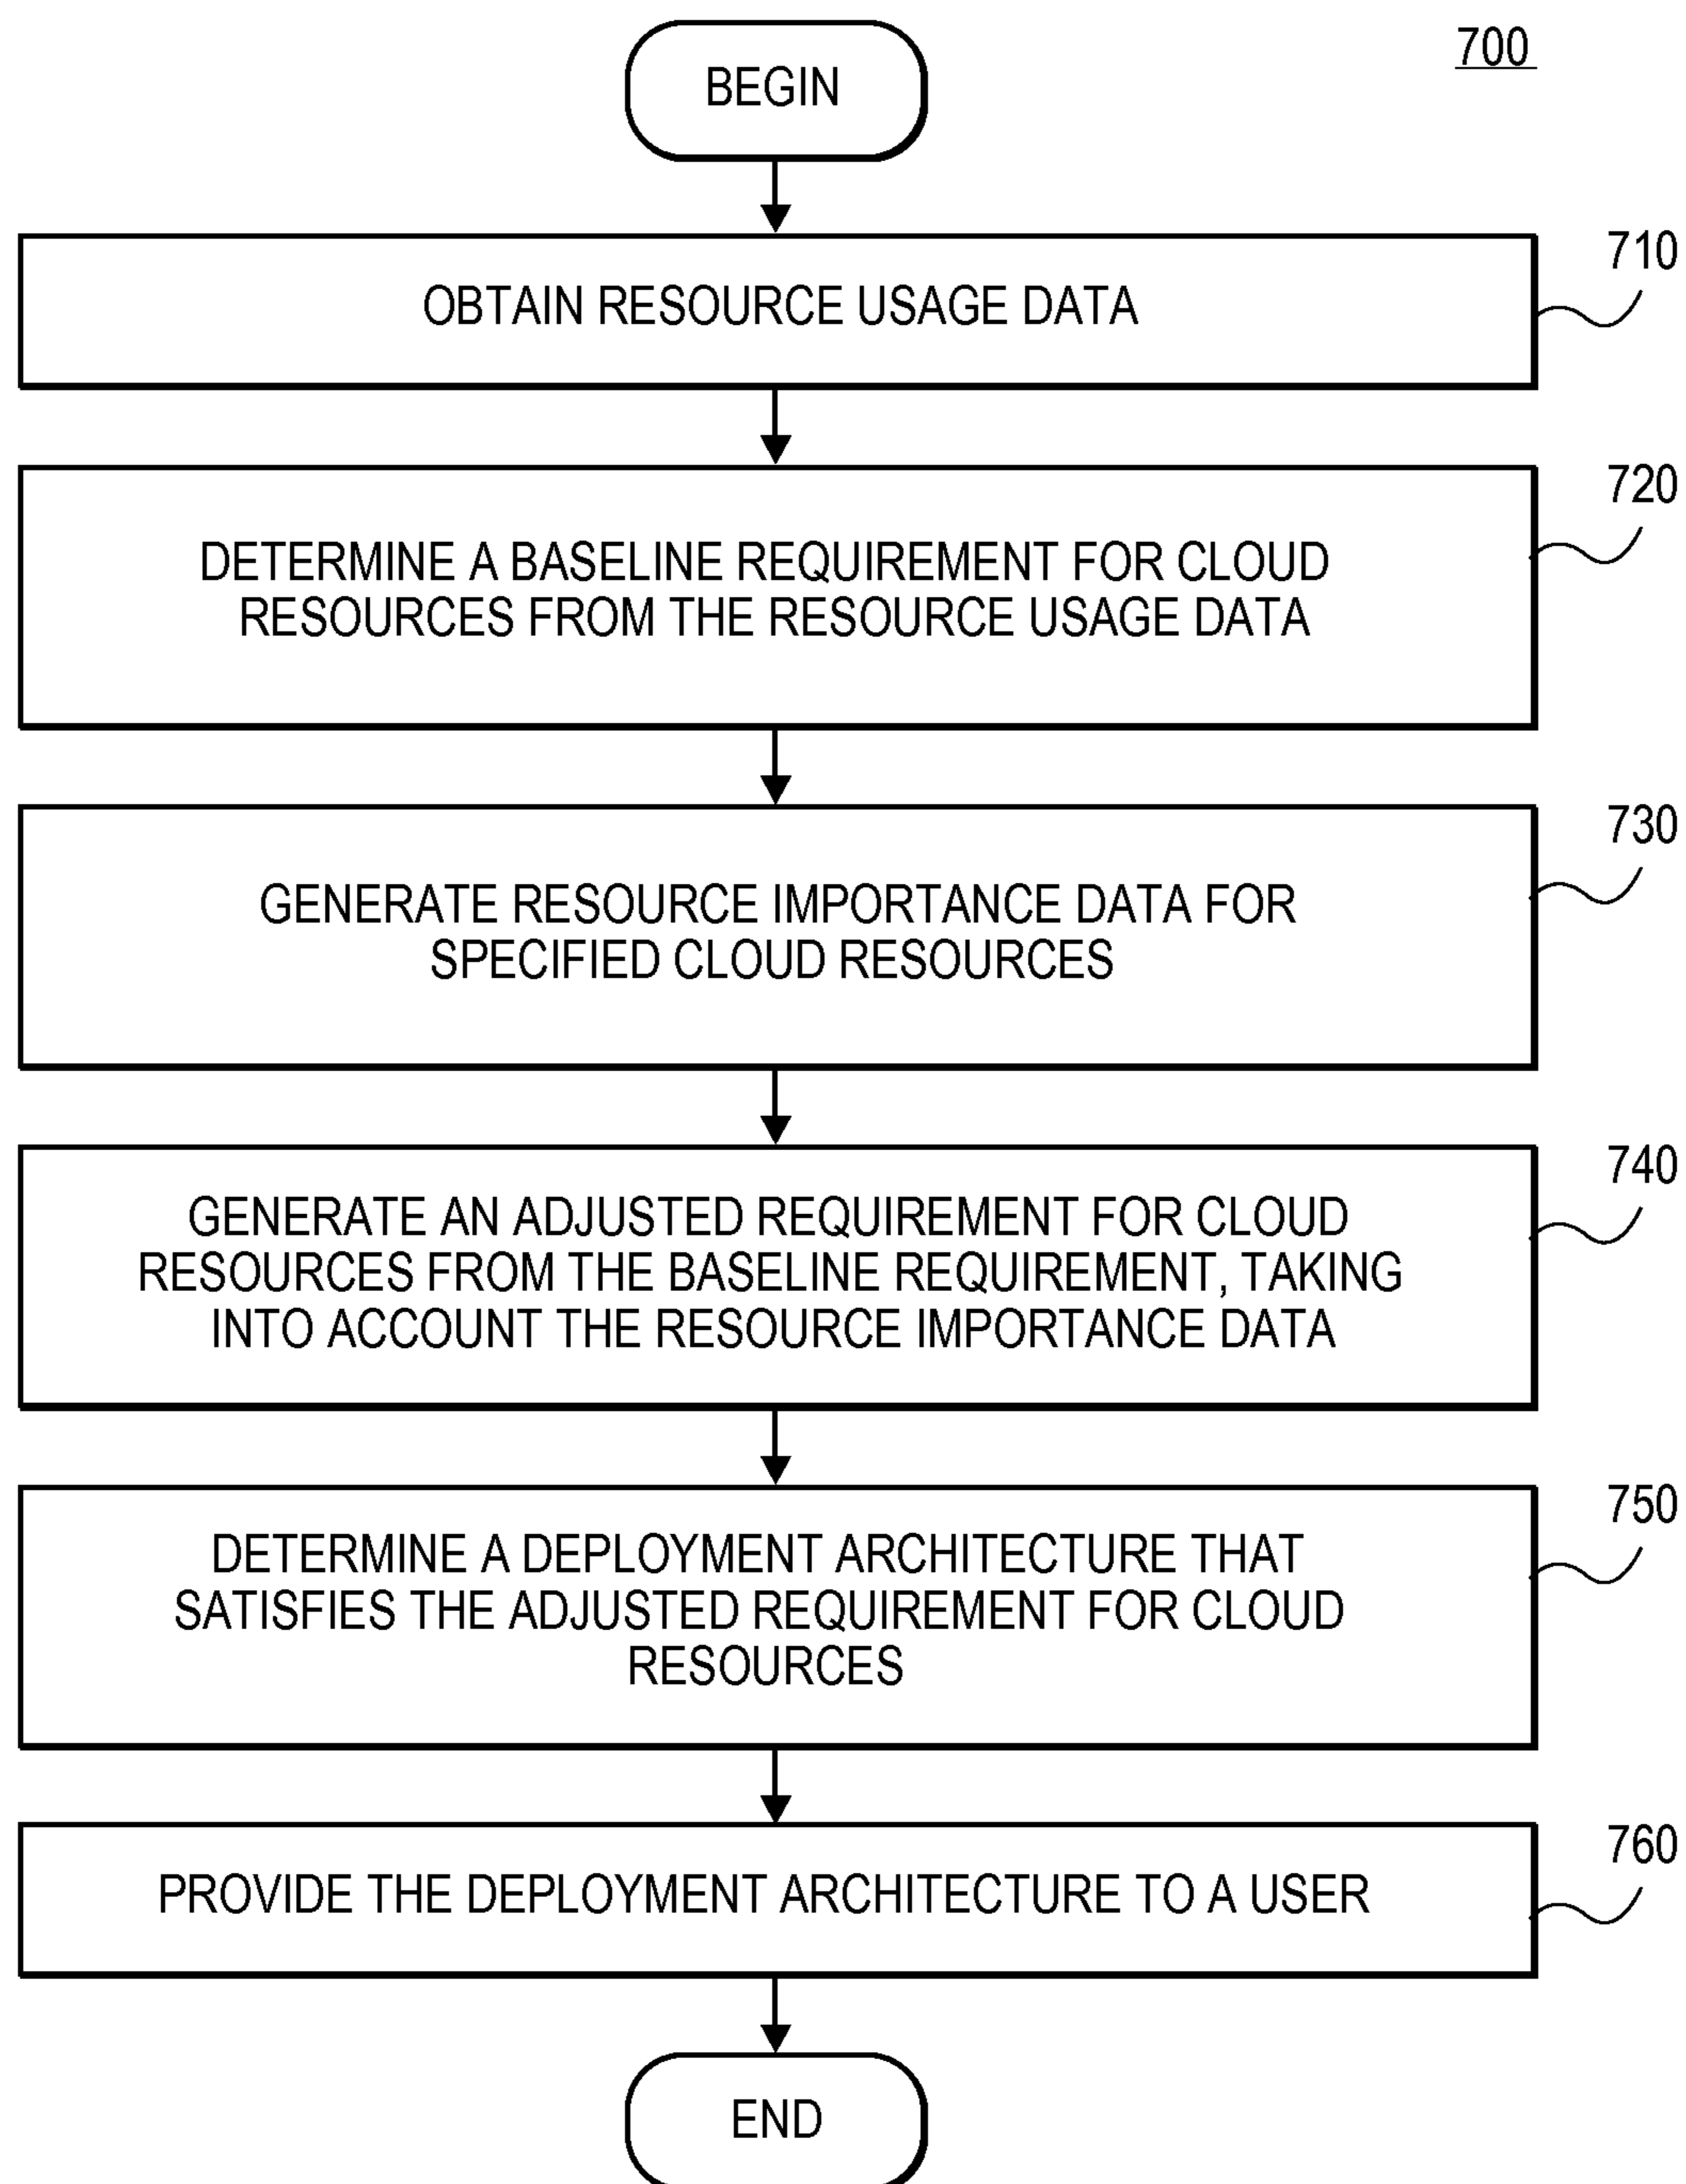 700
BEGIN
710
OBTAIN RESOURCE USAGE DATA
720
DETERMINE A BASELINE REQUIREMENT FOR CLOUD
RESOURCES FROM THE RESOURCE USAGE DATA
730
GENERATE RESOURCE IMPORTANCE DATA FOR
SPECIFIED CLOUD RESOURCES
740
GENERATE AN ADJUSTED REQUIREMENT FOR CLOUD
RESOURCES FROM THE BASELINE REQUIREMENT, TAKING
INTO ACCOUNT THE RESOURCE IMPORTANCE DATA
750
DETERMINE A DEPLOYMENT ARCHITECTURE THAT
SATISFIES THE ADJUSTED REQUIREMENT FOR CLOUD
RESOURCES
760
PROVIDE THE DEPLOYMENT ARCHITECTURE TO A USER
END